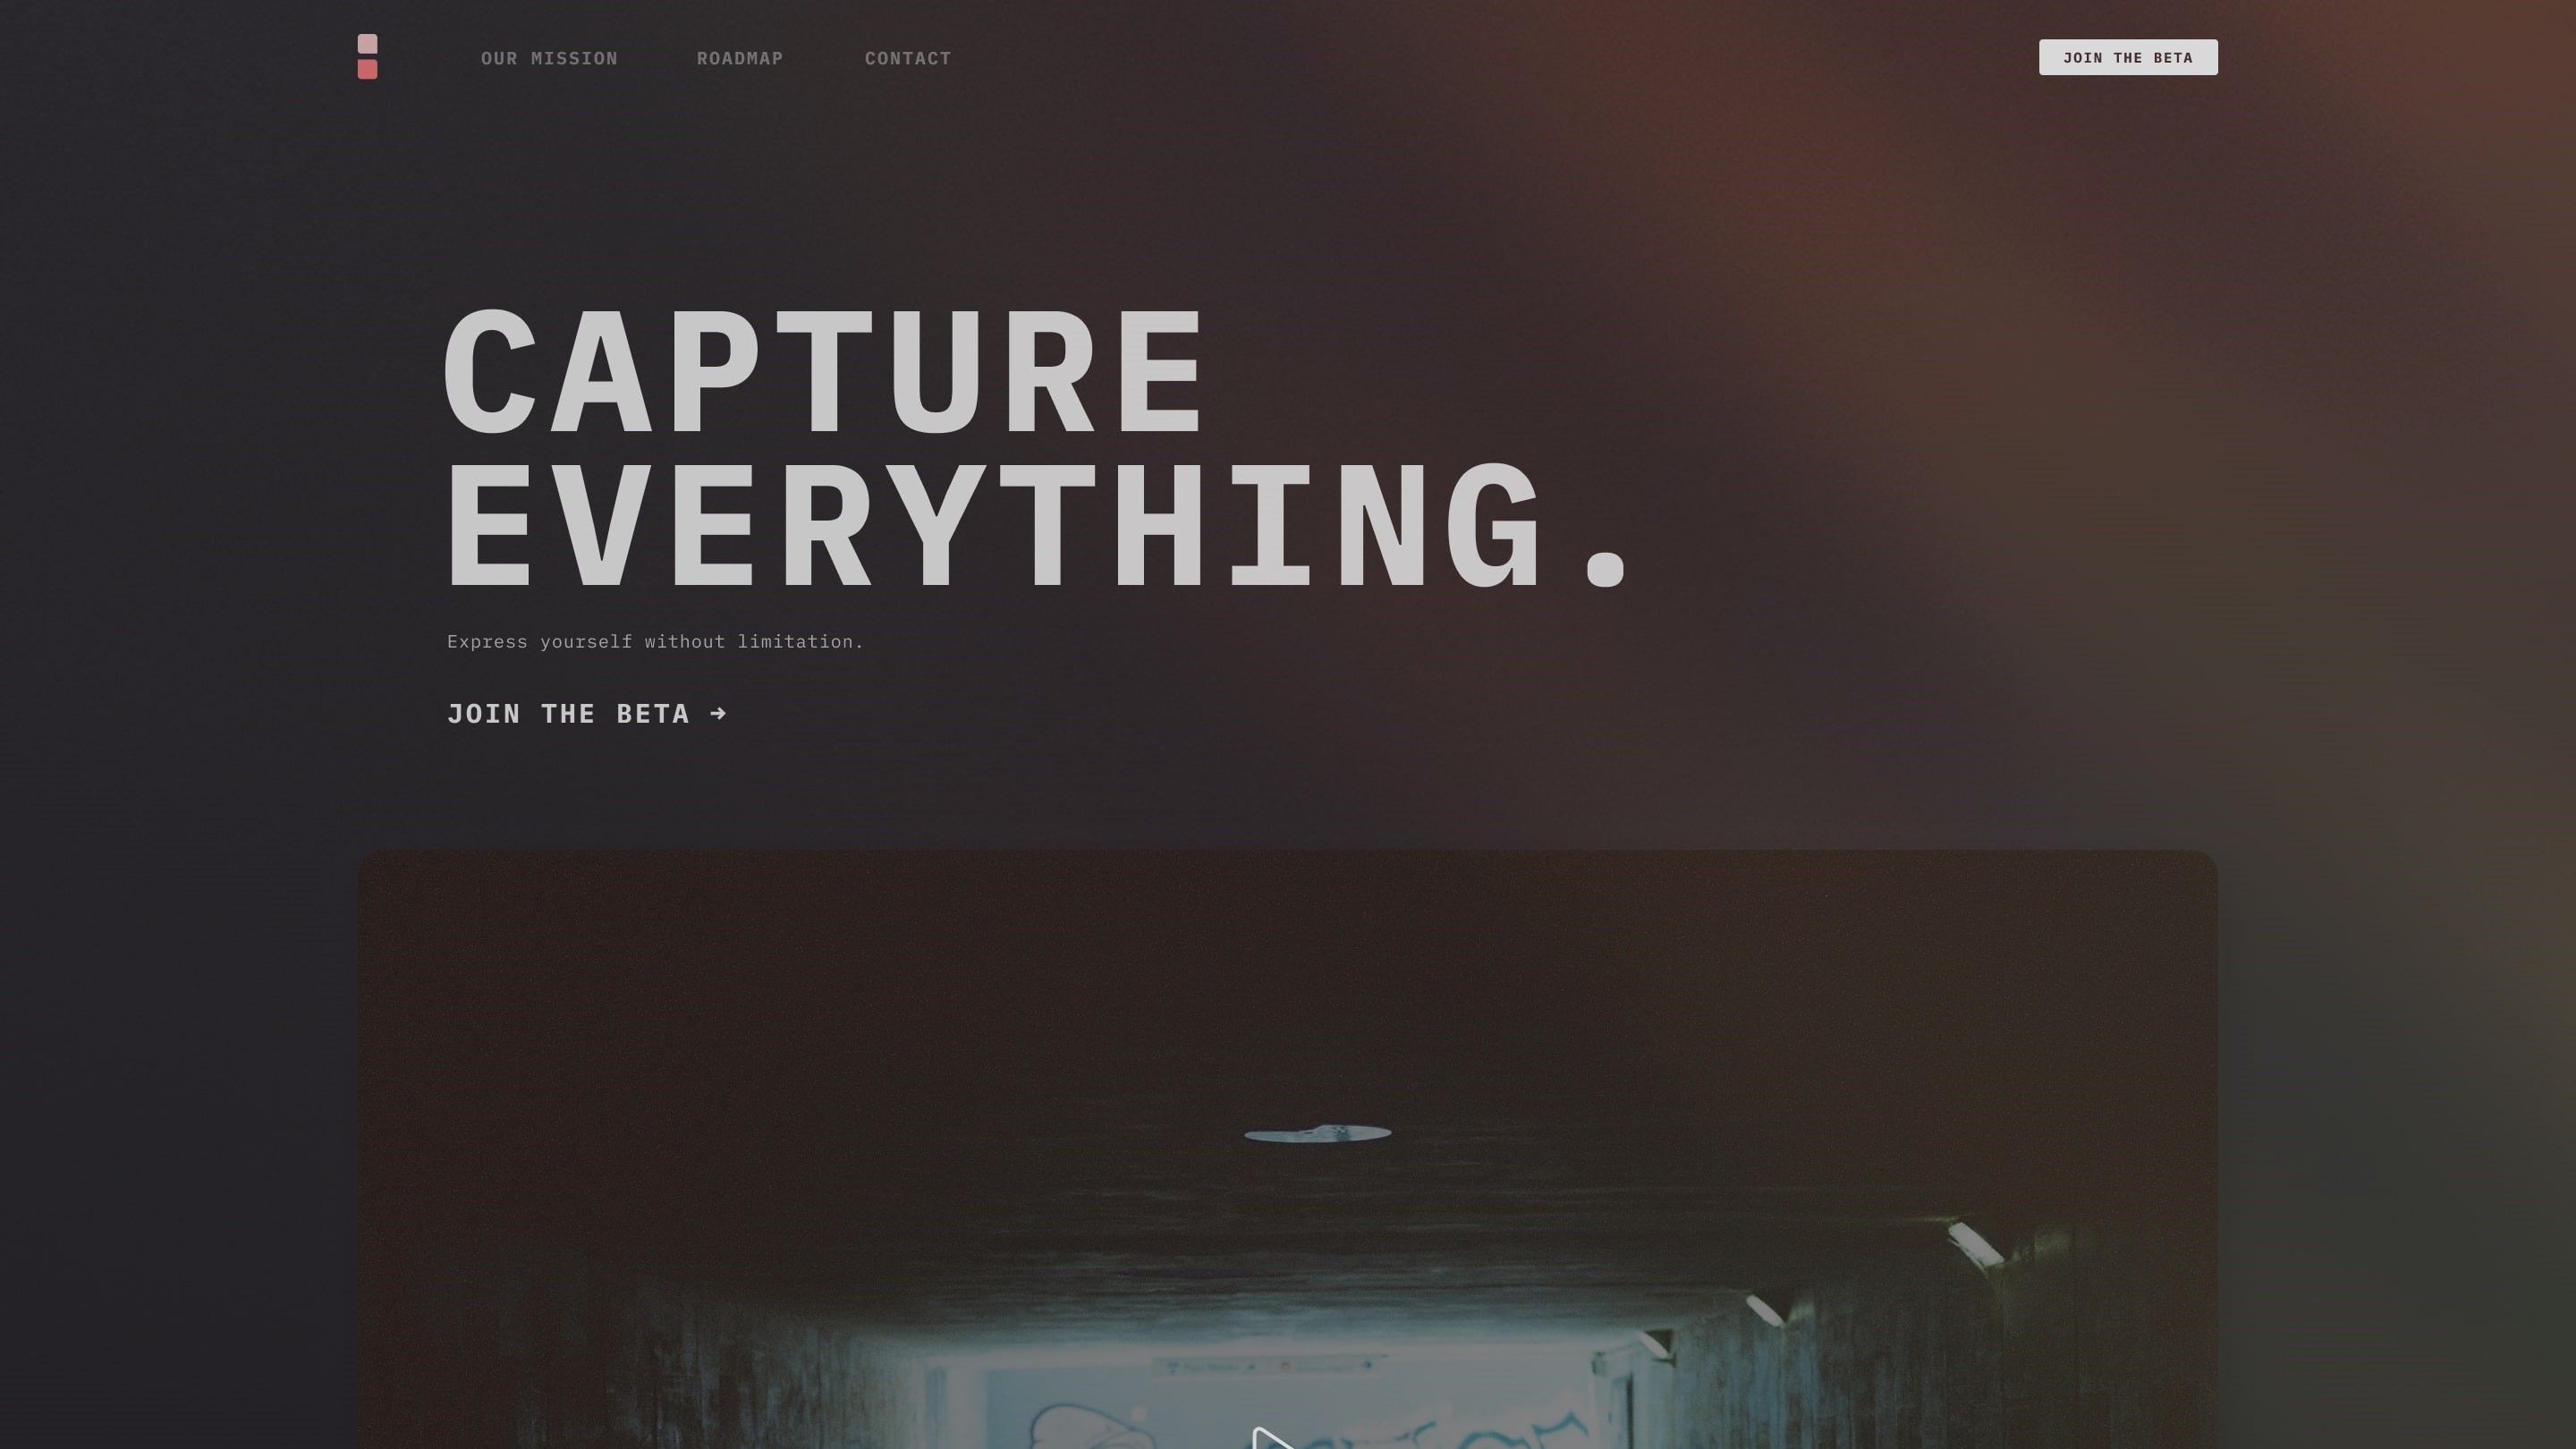 OUR MISSION
ROADMAP
CONTACT
JOIN THE BETA
CAPTURE
EVERYTHING.
Express yourself without limitation.
JOIN THE BETA →